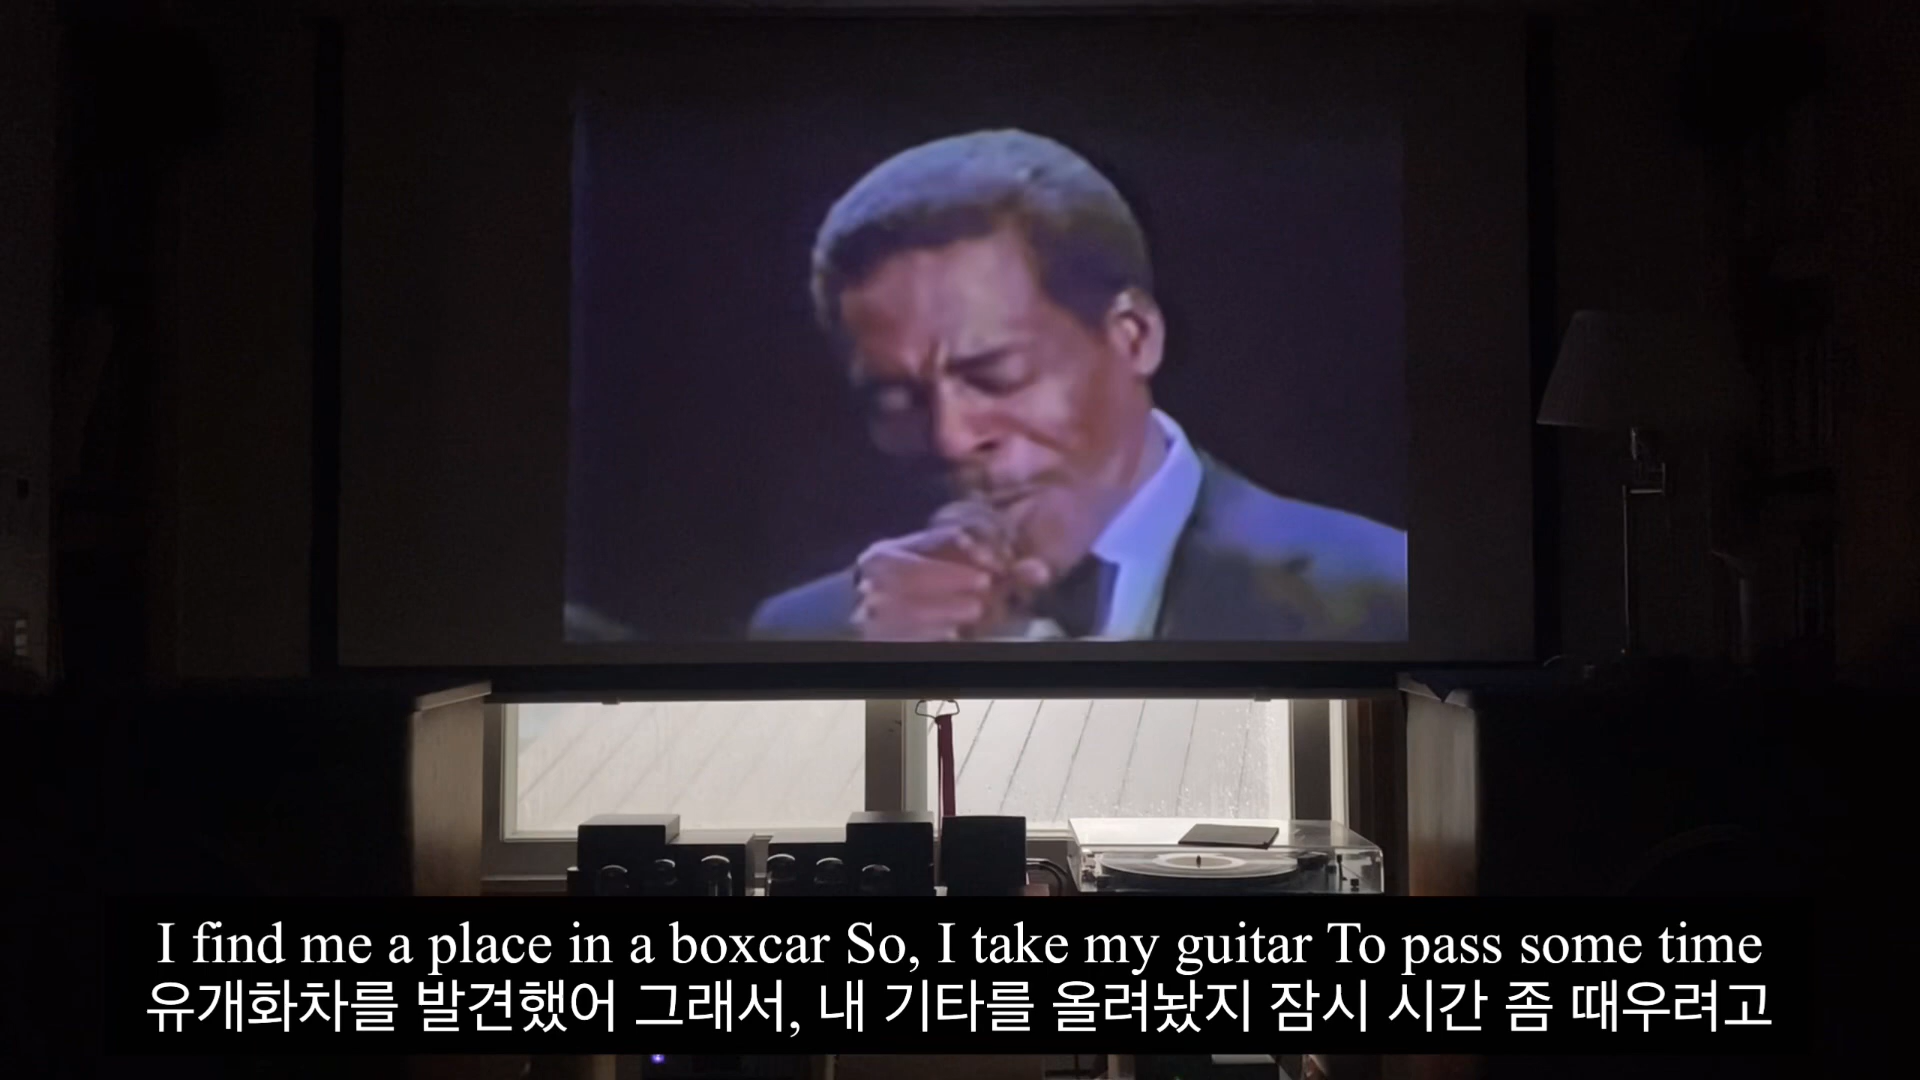 I find me a place in a boxcar So, I take my guitar To pass some time
유개화차를 발견했어 그래서, 내 기타를 올려놨지 잠시 시간 좀 때우려고